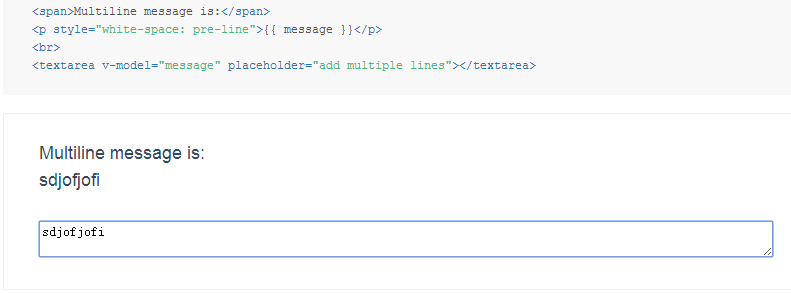 <span>Multiline message is:</span>
<p style="white-space: pre-line">{{ message }}</p>
<br>
<textarea v-model="message" placeholder="add multiple lines"></textarea>
Multiline message is:
sdjofjofi
sdjofjofi